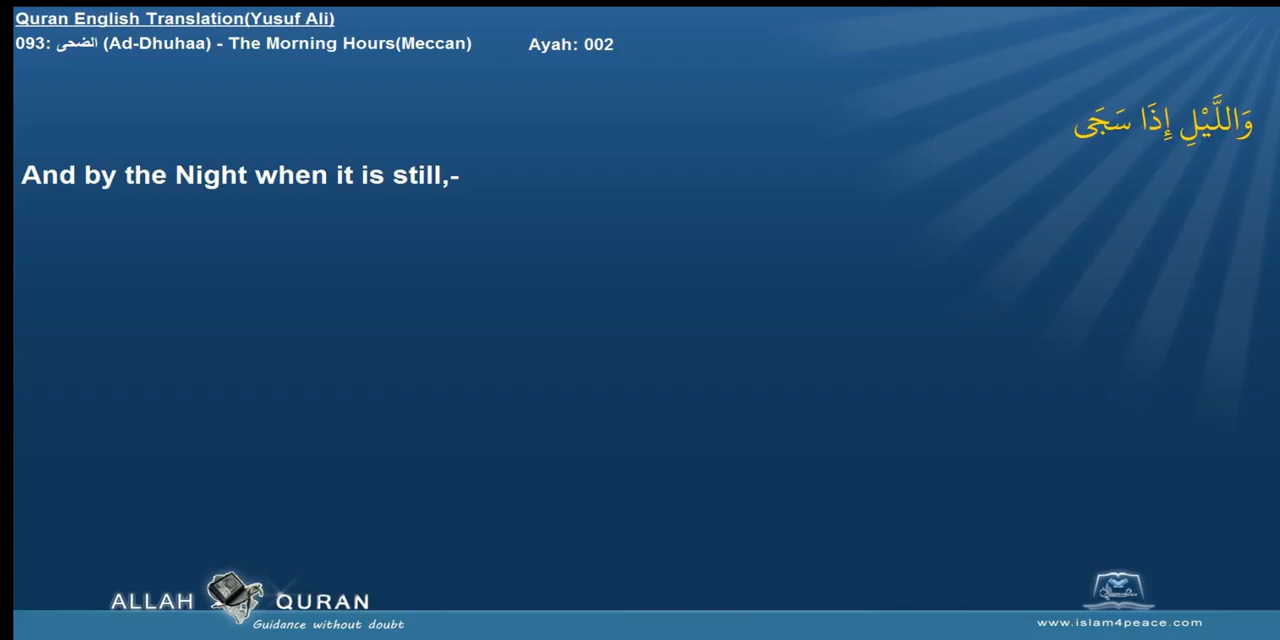 Quran English Translation(Yusuf Ali)
093: الضحى (Ad-Dhuhaa) - The Morning Hours(Meccan) Ayah: 002
وَاللَّيْلِ إِذَا سَجَى
And by the Night when it is still,-
ALLAH QURAN
Guidance without doubt
www.islam4peace.com